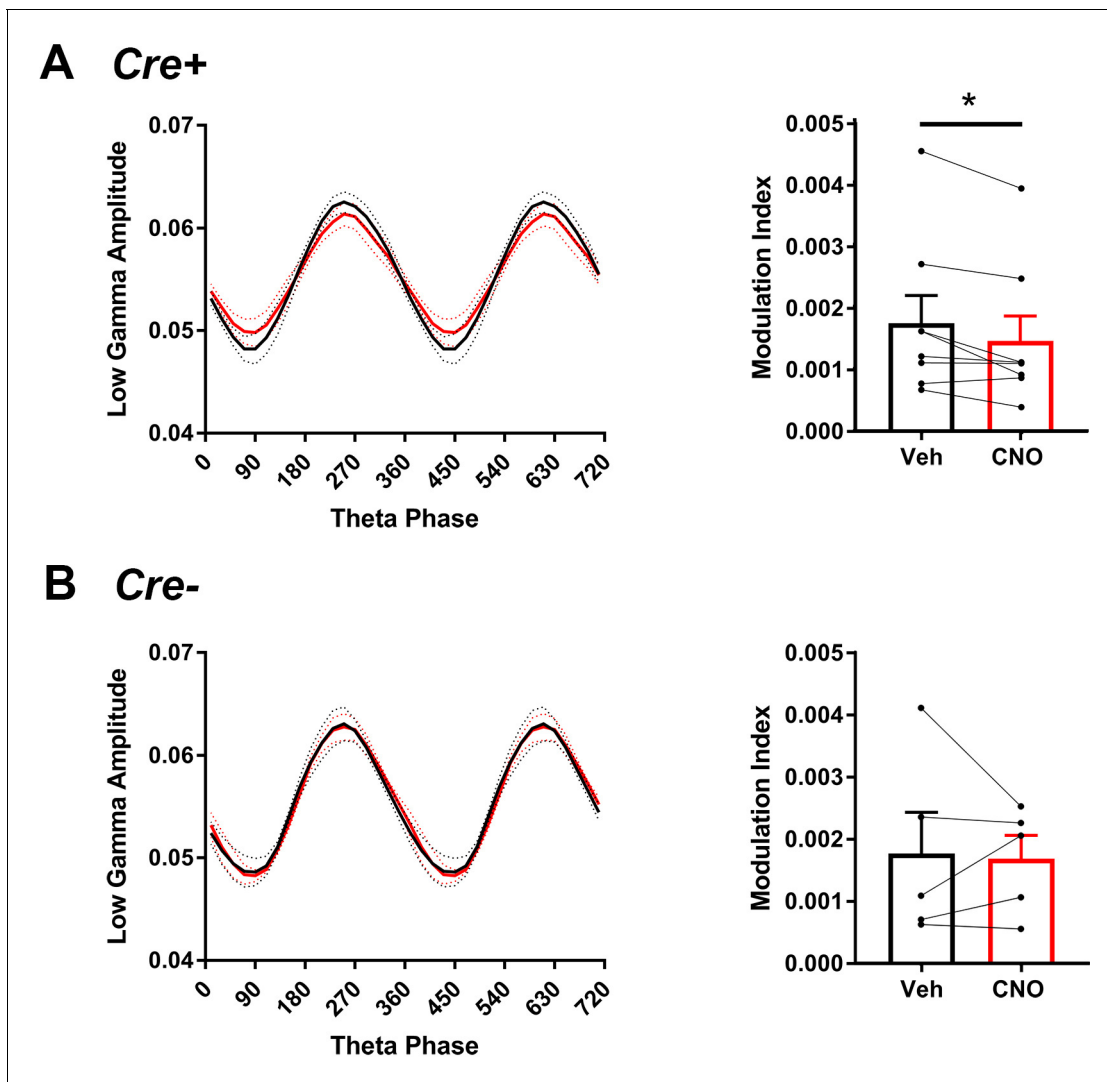 A Cre+
Low Gamma Amplitude
0.07
0.06
0.05
0.04
0 90 180 270 360 450 540 630 720
Theta Phase
*
Modulation Index
0.005
0.004
0.003
0.002
0.001
0.000
Veh CNO
B Cre-
Low Gamma Amplitude
0.07
0.06
0.05
0.04
0 90 180 270 360 450 540 630 720
Theta Phase
Modulation Index
0.005
0.004
0.003
0.002
0.001
0.000
Veh CNO